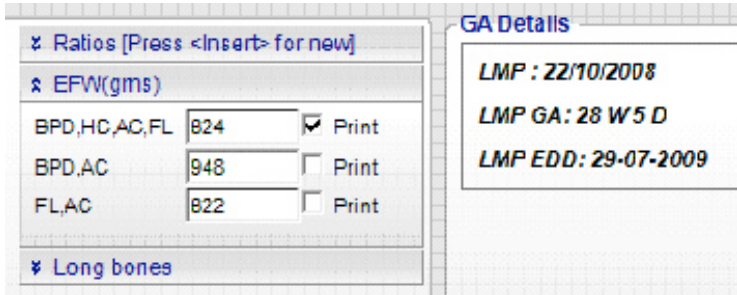 Ratios [Press <Insert> for new]
EFW(gms)
BPD,HC,AC,FL 824 Print
BPD,AC 948 Print
FL,AC 822 Print
Long bones
GA Details
LMP : 22/10/2008
LMP GA: 28 W 5 D
LMP EDD: 29-07-2009